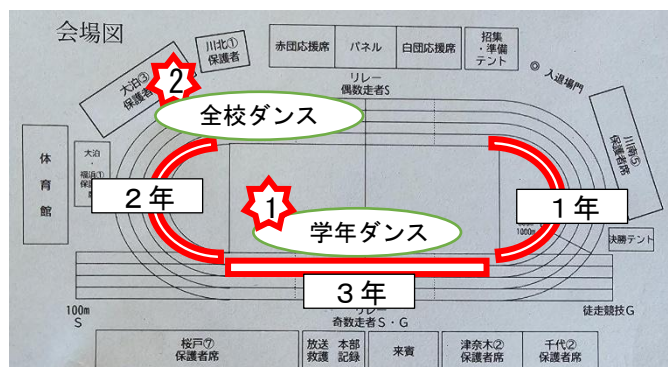 会場図
川北①
保護者
赤団応援席
パネル
白団応援席
招集
・準備
テント
大泊③
保護者
2
リレー
偶数走者S
◎ 入退場門
全校ダンス
川南⑤
保護者席
体育館
大泊
・
福浜①
保
２年
1
学年ダンス
１年
1000m
決勝テント
３年
100m
S
リレー
奇数走者S・G
徒走競技G
桜戸⑦
保護者席
放送
救護
本部
記録
来賓
津奈木②
保護者席
千代②
保護者席